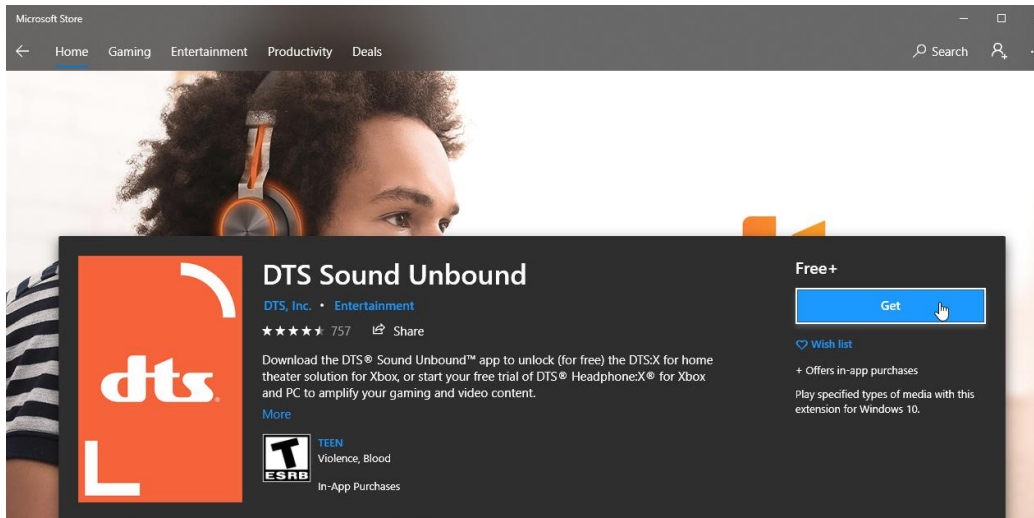 Microsoft Store
Home Gaming Entertainment Productivity Deals Search
DTS Sound Unbound
DTS, Inc. • Entertainment
757 Share
Download the DTS® Sound Unbound™ app to unlock (for free) the DTS:X for home
theater solution for Xbox, or start your free trial of DTS® Headphone:X® for Xbox
and PC to amplify your gaming and video content.
More
TEEN
Violence, Blood
In-App Purchases
dts
T
ESRB
Free+
Get
Wish list
+ Offers in-app purchases
Play specified types of media with this
extension for Windows 10.